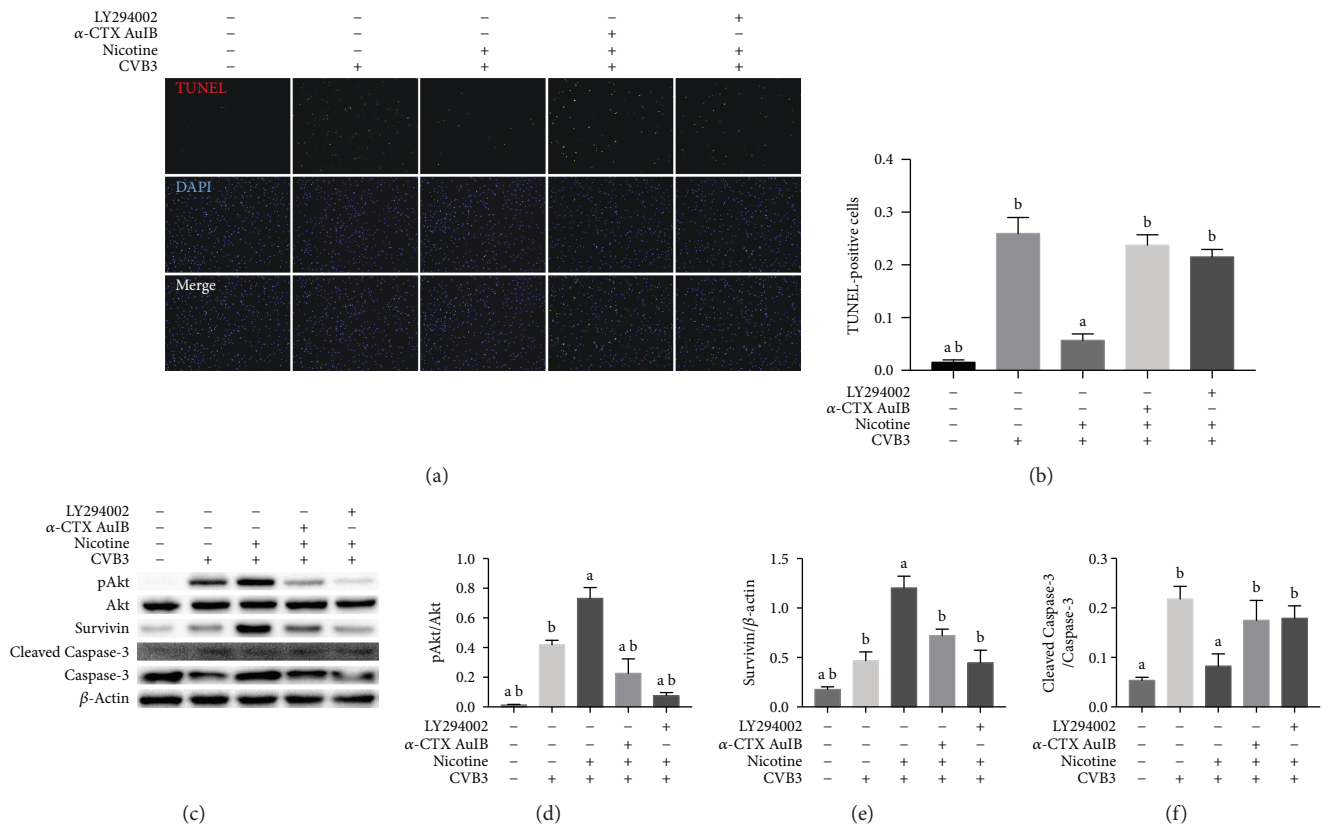 LY294002 – – – – +
α-CTX AuIB – – – + –
Nicotine – – + + +
CVB3 – + + + +
TUNEL
DAPI
Merge
(a)
TUNEL-positive cells
0.4
0.3
0.2
0.1
0.0
a b
b
a
b
b
LY294002 – – – – +
α-CTX AuIB – – – + –
Nicotine – – + + +
CVB3 – + + + +
(b)
LY294002 – – – – +
α-CTX AuIB – – – + –
Nicotine – – + + +
CVB3 – + + + +
pAkt
Akt
Survivin
Cleaved Caspase-3
Caspase-3
β-Actin
(c)
pAkt/Akt
1.0
0.8
0.6
0.4
0.2
0.0
a b
b
a
a b
a b
LY294002 – – – – +
α-CTX AuIB – – – + –
Nicotine – – + + +
CVB3 – + + + +
(d)
Survivin/β-actin
1.5
1.0
0.5
0.0
a b
b
a
a b
b
LY294002 – – – – +
α-CTX AuIB – – – + –
Nicotine – – + + +
CVB3 – + + + +
(e)
Cleaved Caspase-3
/Caspase-3
0.3
0.2
0.1
0.0
a
b
a
b
b
LY294002 – – – – +
α-CTX AuIB – – – + –
Nicotine – – + + +
CVB3 – + + + +
(f)